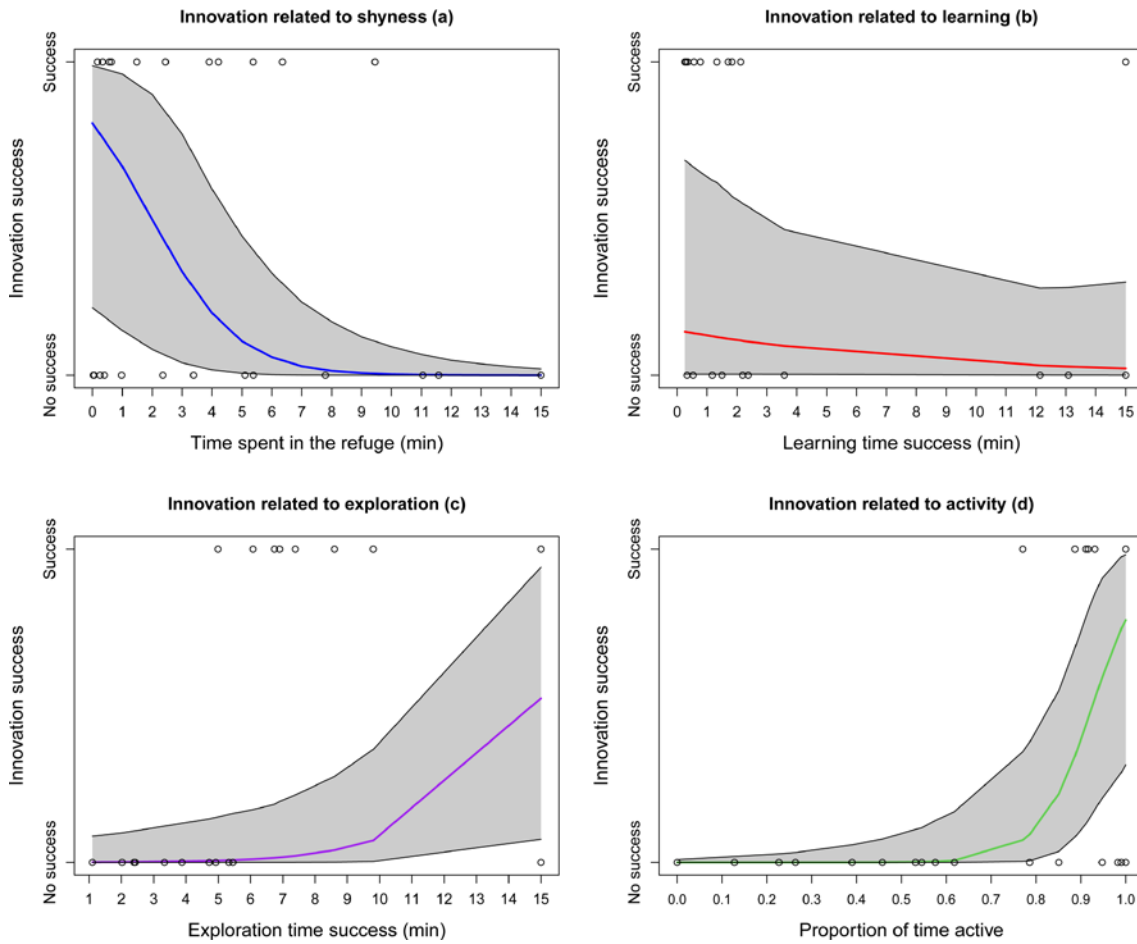 Innovation related to shyness (a)
Innovation success
Success
No success
0 1 2 3 4 5 6 7 8 9 10 11 12 13 14 15
Time spent in the refuge (min)
Innovation related to learning (b)
Innovation success
Success
No success
0 1 2 3 4 5 6 7 8 9 10 11 12 13 15
Learning time success (min)
Innovation related to exploration (c)
Innovation success
Success
No success
1 2 3 4 5 6 7 8 9 10 11 12 13 14 15
Exploration time success (min)
Innovation related to activity (d)
Innovation success
Success
No success
0.0 0.1 0.2 0.3 0.4 0.5 0.6 0.7 0.8 0.9 1.0
Proportion of time active